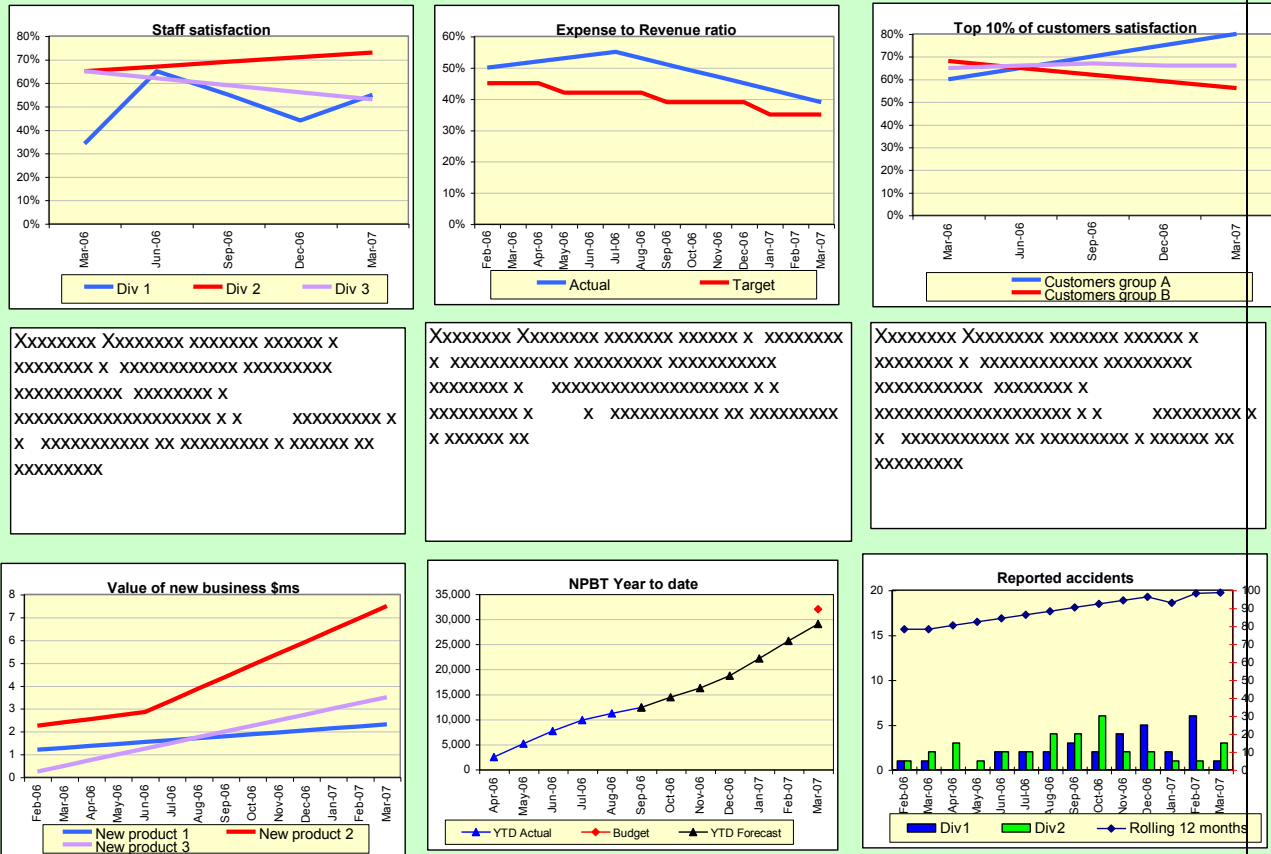 Staff satisfaction
80%
70%
60%
50%
40%
30%
20%
10%
0%
Mar-06
Jun-06
Sep-06
Dec-06
Mar-07
Div 1 Div 2 Div 3
Expense to Revenue ratio
60%
50%
40%
30%
20%
10%
0%
Feb-06
Mar-06
Apr-06
May-06
Jun-06
Jul-06
Aug-06
Sep-06
Oct-06
Nov-06
Dec-06
Jan-07
Feb-07
Mar-07
Actual Target
Top 10% of customers satisfaction
80%
70%
60%
50%
40%
30%
20%
10%
0%
Mar-06
Jun-06
Sep-06
Dec-06
Mar-07
Customers group A
Customers group B
Xxxxxxxx Xxxxxxxx xxxxxxx xxxxxx x
xxxxxxxx x xxxxxxxxxxxx xxxxxxxxx
xxxxxxxxxxx xxxxxxxx x
xxxxxxxxxxxxxxxxxxxx x x xxxxxxxxx x
x xxxxxxxxxxx xx xxxxxxxxx x xxxxxx xx
xxxxxxxxx
Xxxxxxxx Xxxxxxxx xxxxxxx xxxxxx x xxxxxxxx
x xxxxxxxxxxxx xxxxxxxxx xxxxxxxxxxx
xxxxxxxx x xxxxxxxxxxxxxxxxxxxx x x
xxxxxxxxx x x xxxxxxxxxxx xx xxxxxxxxx
x xxxxxx xx
Xxxxxxxx Xxxxxxxx xxxxxxx xxxxxx x
xxxxxxxx x xxxxxxxxxxxx xxxxxxxxx
xxxxxxxxxxx xxxxxxxx x
xxxxxxxxxxxxxxxxxxxx x x xxxxxxxxx x
x xxxxxxxxxxx xx xxxxxxxxx x xxxxxx xx
xxxxxxxxx
Value of new business $ms
8
7
6
5
4
3
2
1
0
Feb-06
Mar-06
Apr-06
May-06
Jun-06
Jul-06
Aug-06
Sep-06
Oct-06
Nov-06
Dec-06
Jan-07
Feb-07
Mar-07
New product 1 New product 2
New product 3
NPBT Year to date
35,000
30,000
25,000
20,000
15,000
10,000
5,000
0
Apr-06
May-06
Jun-06
Jul-06
Aug-06
Sep-06
Oct-06
Nov-06
Dec-06
Jan-07
Feb-07
Mar-07
YTD Actual Budget YTD Forecast
Reported accidents
20
15
10
5
0
100
90
80
70
60
50
40
30
20
10
0
Feb-06
Mar-06
Apr-06
May-06
Jun-06
Jul-06
Aug-06
Sep-06
Oct-06
Nov-06
Dec-06
Jan-07
Feb-07
Mar-07
Div1 Div2 Rolling 12 months